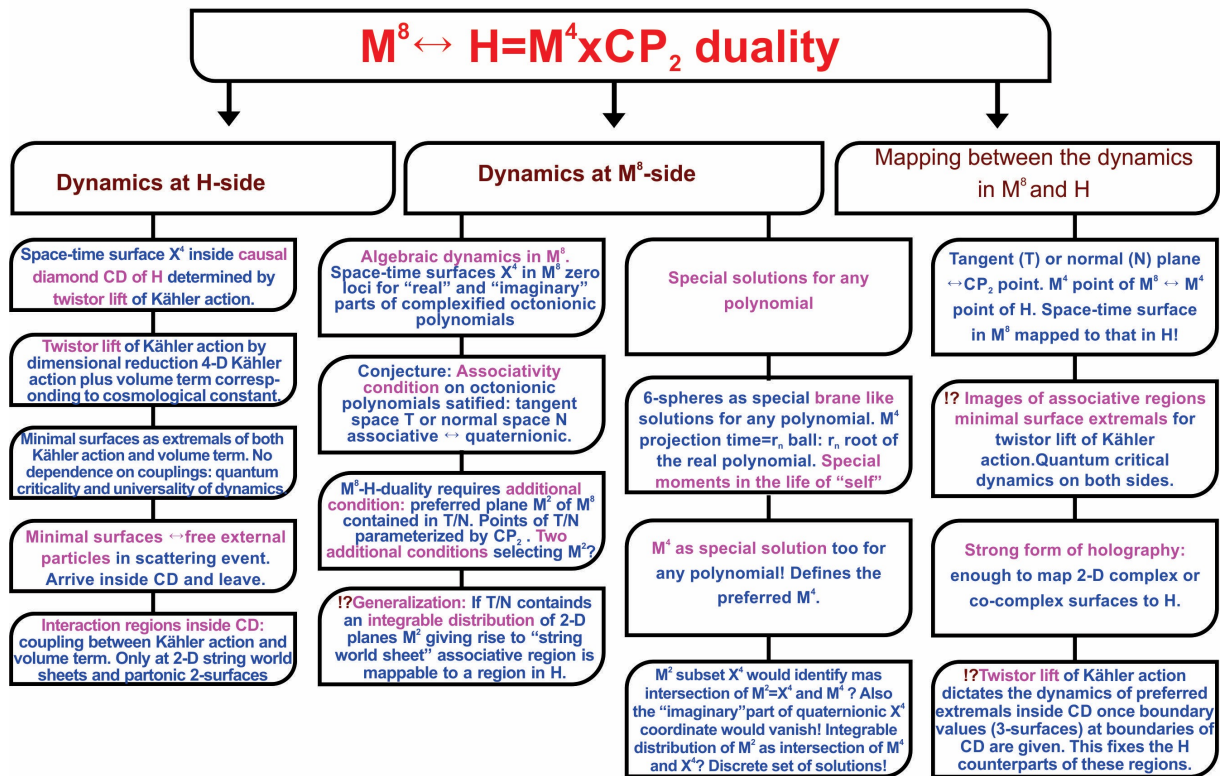 M⁸ ↔ H=M⁴xCP₂ duality
Dynamics at H-side
Space-time surface X⁴ inside causal
diamond CD of H determined by
twistor lift of Kähler action.
Twistor lift of Kähler action by
dimensional reduction 4-D Kähler
action plus volume term corresp-
onding to cosmological constant.
Minimal surfaces as extremals of both
Kähler action and volume term. No
dependence on couplings: quantum
criticality and universality of dynamics.
Minimal surfaces ↔free external
particles in scattering event.
Arrive inside CD and leave.
Interaction regions inside CD:
coupling between Kähler action and
volume term. Only at 2-D string world
sheets and partonic 2-surfaces
Dynamics at M⁸-side
Algebraic dynamics in M⁸.
Space-time surfaces X⁴ in M⁸ zero
loci for “real” and “imaginary”
parts of complexified octonionic
polynomials
Conjecture: Associativity
condition on octonionic
polynomials satified: tangent
space T or normal space N
associative ↔ quaternionic.
M⁸-H-duality requires additional
condition: preferred plane M² of M⁸
contained in T/N. Points of T/N
parameterized by CP₂ . Two
additional conditions selecting M²?
!?Generalization: If T/N containds
an integrable distribution of 2-D
planes M² giving rise to “string
world sheet” associative region is
mappable to a region in H.
Special solutions for any
polynomial
6-spheres as special brane like
solutions for any polynomial. M⁴
projection time=rₙ ball: rₙ root of
the real polynomial. Special
moments in the life of “self”
M⁴ as special solution too for
any polynomial! Defines the
preferred M⁴.
M² subset X⁴ would identify mas
intersection of M²=X⁴ and M⁴ ? Also
the “imaginary”part of quaternionic X⁴
coordinate would vanish! Integrable
distribution of M² as intersection of M⁴
and X⁴? Discrete set of solutions!
Mapping between the dynamics
in M⁸ and H
Tangent (T) or normal (N) plane
↔CP₂ point. M⁴ point of M⁸ ↔ M⁴
point of H. Space-time surface
in M⁸ mapped to that in H!
!? Images of associative regions
minimal surface extremals for
twistor lift of Kähler
action.Quantum critical
dynamics on both sides.
Strong form of holography:
enough to map 2-D complex or
co-complex surfaces to H.
!?Twistor lift of Kähler action
dictates the dynamics of preferred
extremals inside CD once boundary
values (3-surfaces) at boundaries of
CD are given. This fixes the H
counterparts of these regions.